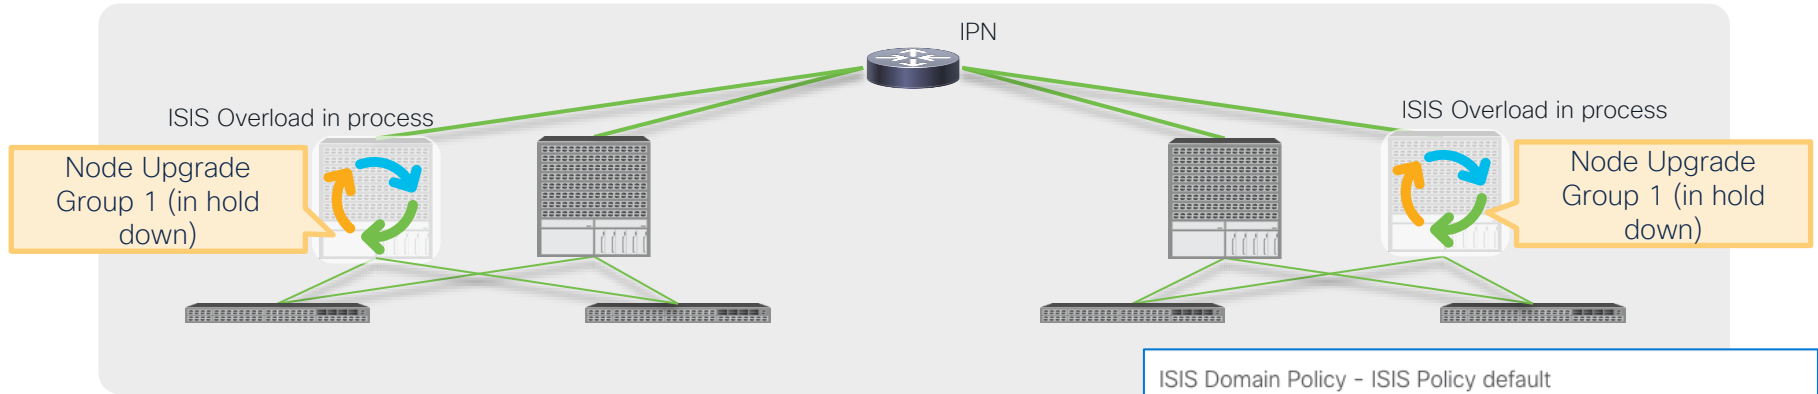 IPN
ISIS Overload in process
ISIS Overload in process
Node Upgrade
Group 1 (in hold
down)
Node Upgrade
Group 1 (in hold
down)
ISIS Domain Policy - ISIS Policy default